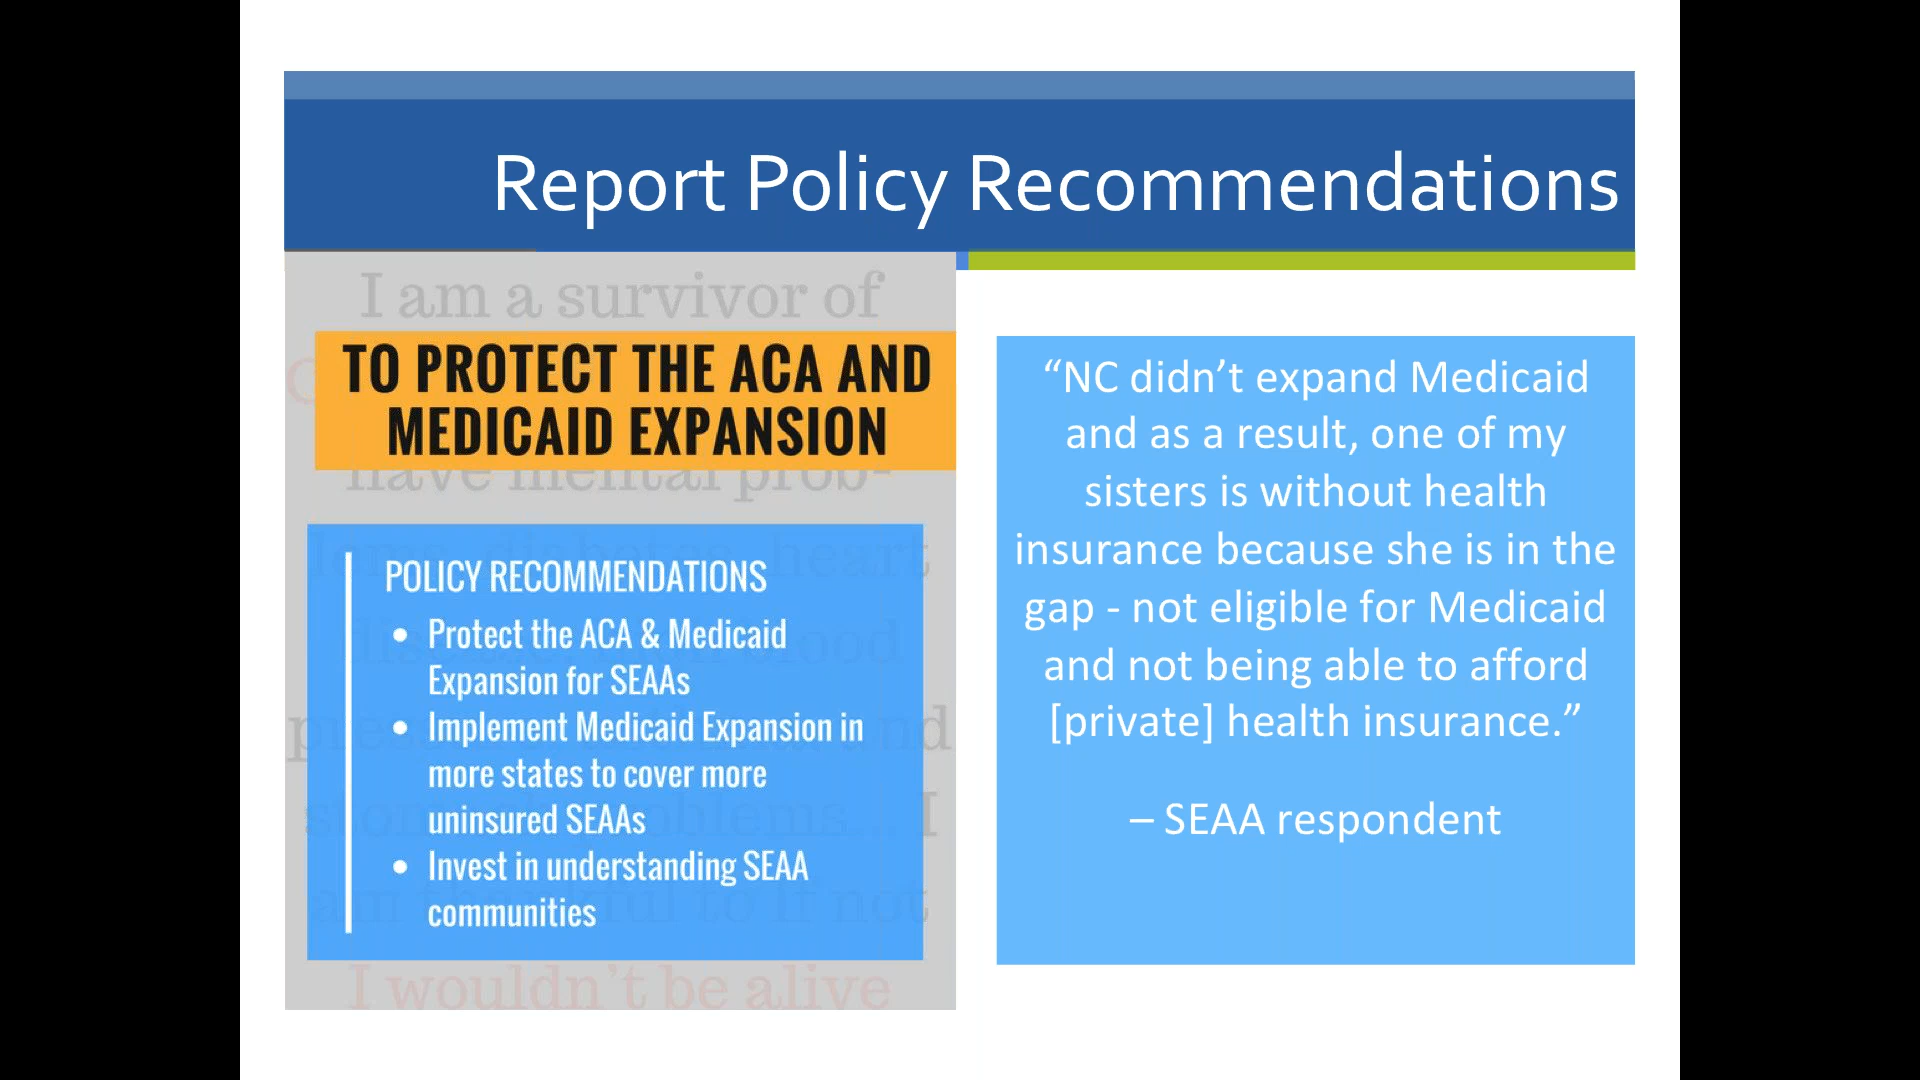 Report Policy Recommendations
I am a survivor of
TO PROTECT THE ACA AND
MEDICAID EXPANSION
have mental prob-
POLICY RECOMMENDATIONS
• Protect the ACA & Medicaid
Expansion for SEAAs
• Implement Medicaid Expansion in
more states to cover more
uninsured SEAAs
• Invest in understanding SEAA
communities
I wouldn't be alive
“NC didn’t expand Medicaid
and as a result, one of my
sisters is without health
insurance because she is in the
gap - not eligible for Medicaid
and not being able to afford
[private] health insurance.”
– SEAA respondent